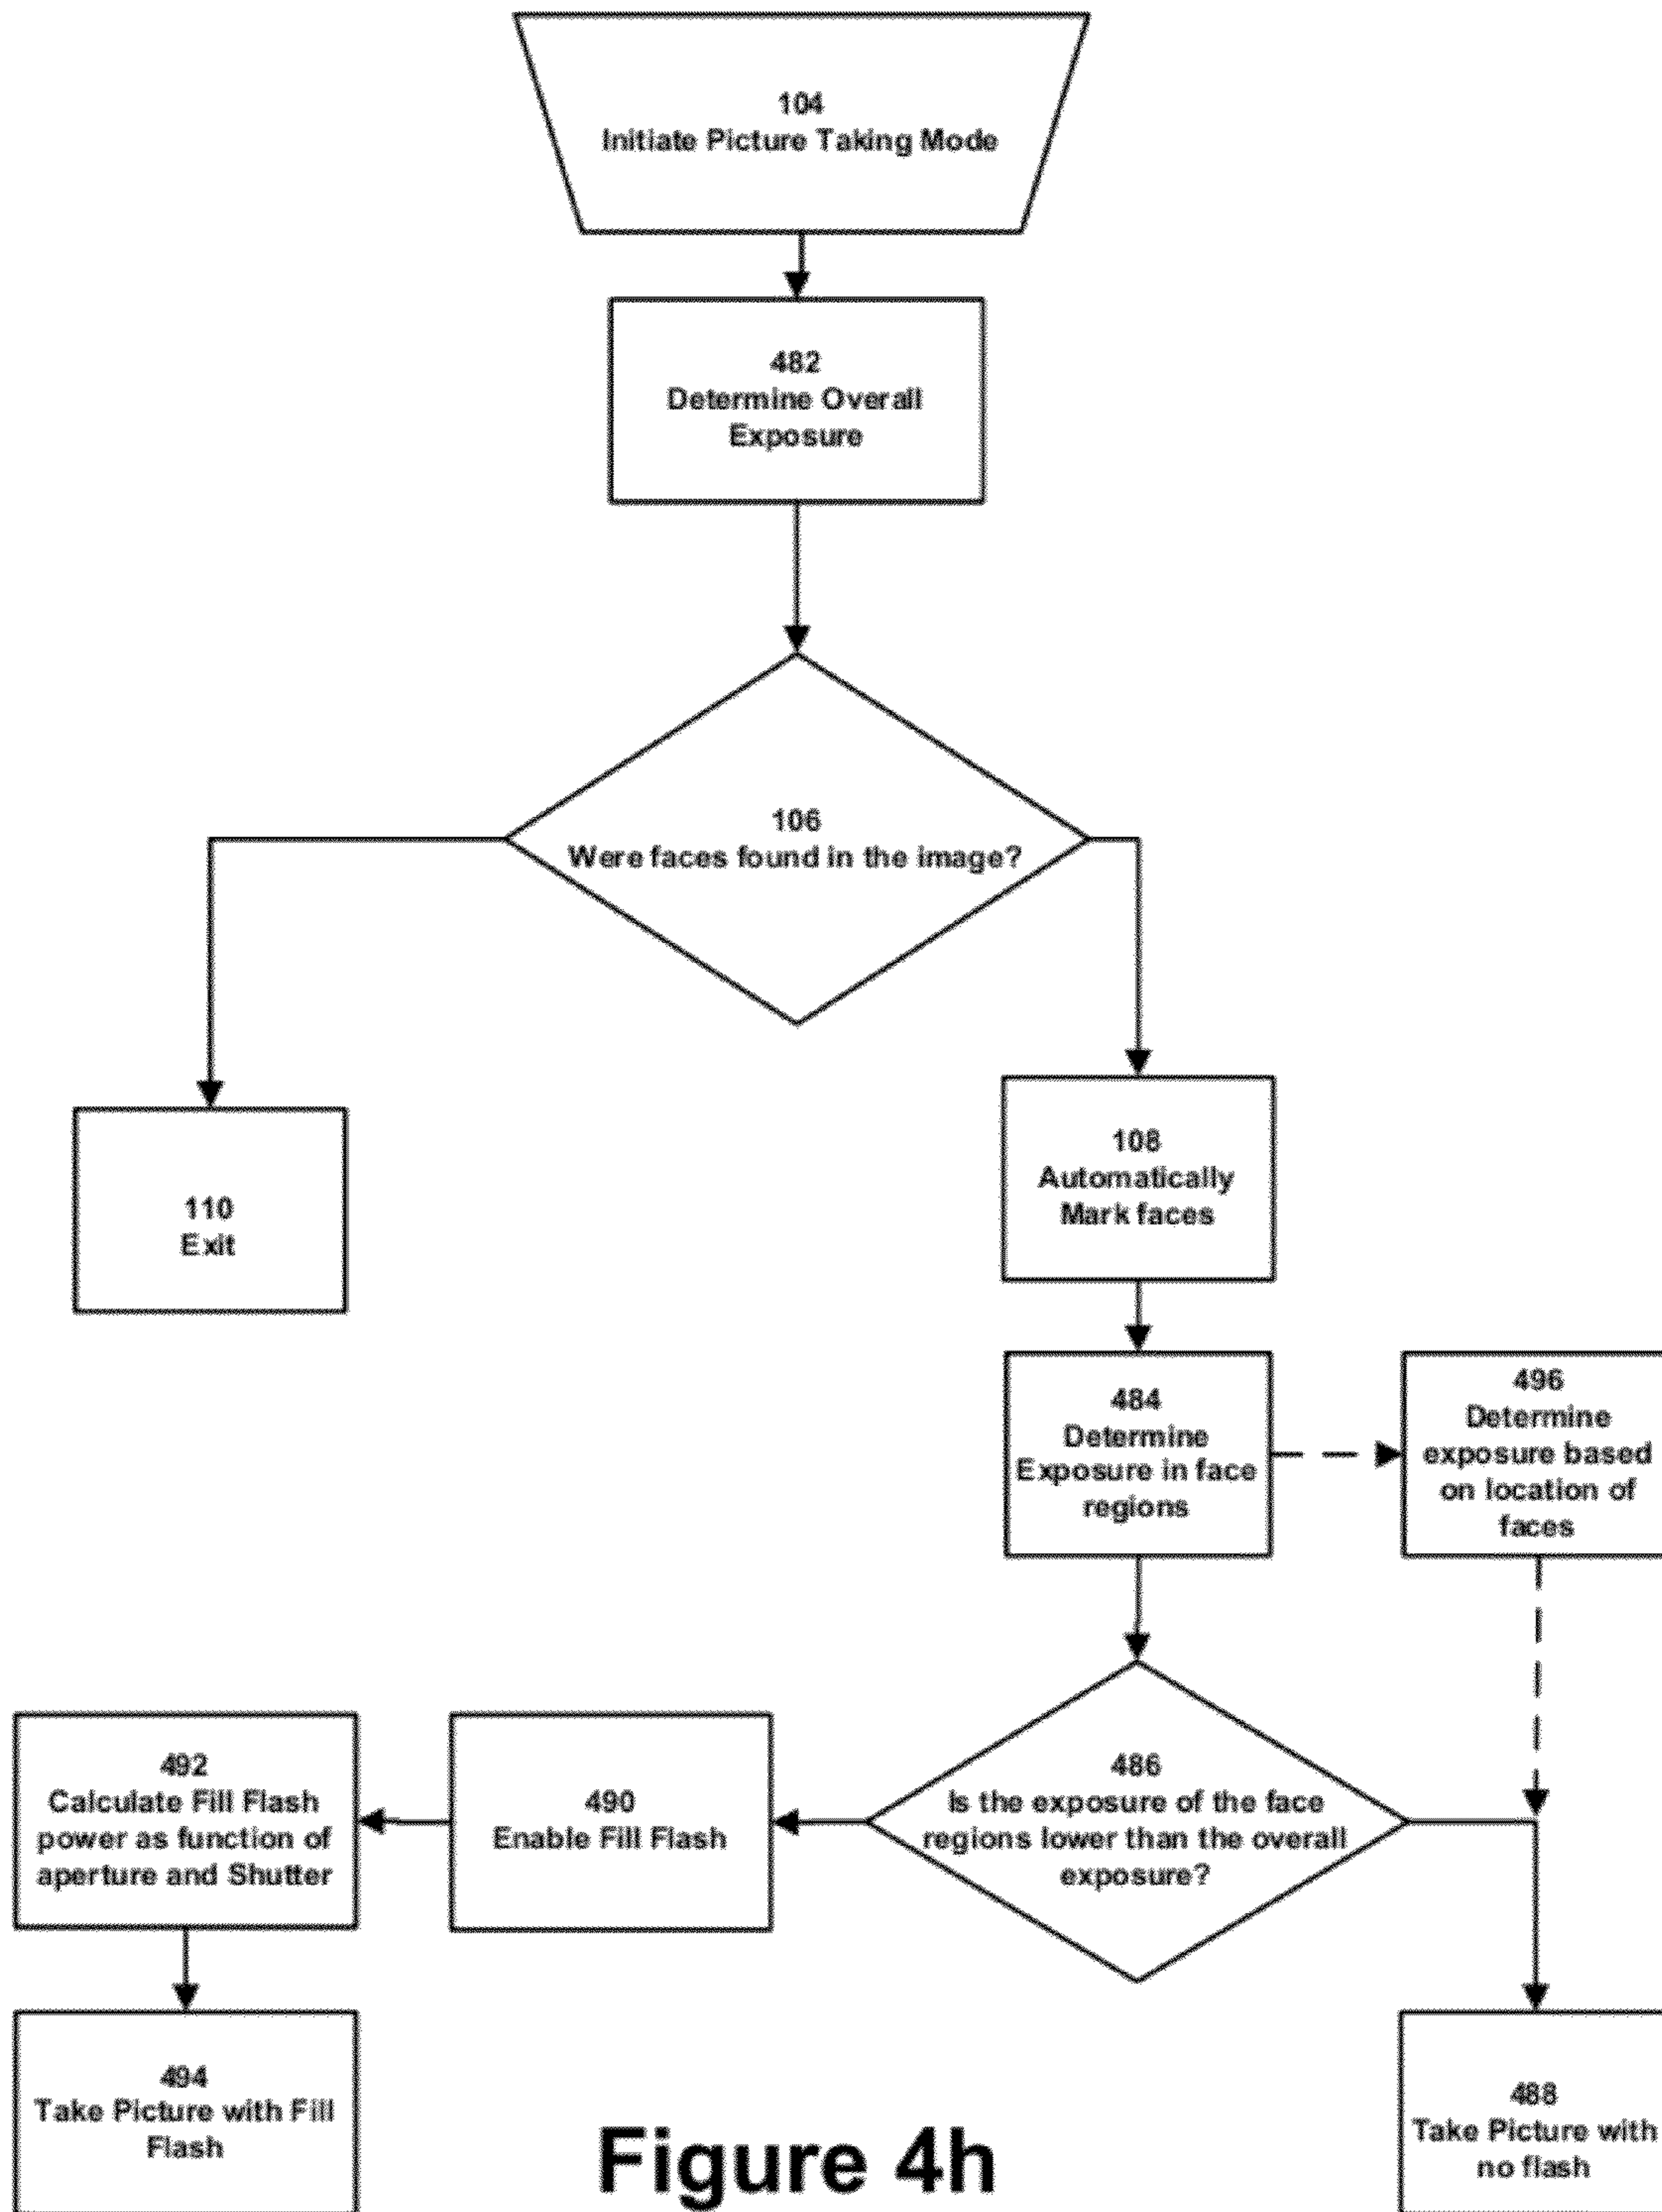 104
Initiate Picture Taking Mode
482
Determine Overall
Exposure
106
Were faces found in the image?
110
Exit
108
Automatically
Mark faces
484
Determine
Exposure in face
regions
496
Determine
exposure based
on location of
faces
486
Is the exposure of the face
regions lower than the overall
exposure?
490
Enable Fill Flash
492
Calculate Fill Flash
power as function of
aperture and Shutter
494
Take Picture with Fill
Flash
488
Take Picture with
no flash
Figure 4h